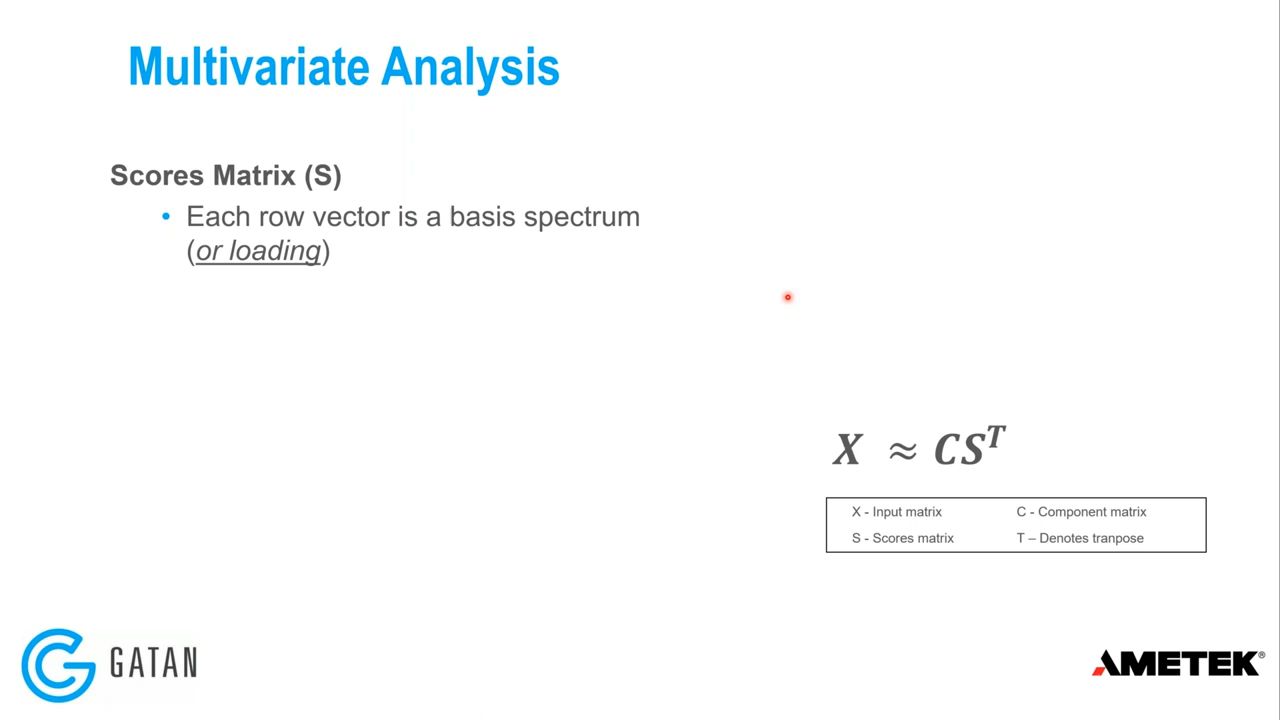 Multivariate Analysis
Scores Matrix (S)
• Each row vector is a basis spectrum
(or loading)
X ≈ CSᵀ
X - Input matrix C - Component matrix
S - Scores matrix T – Denotes tranpose
GATAN
AMETEK®